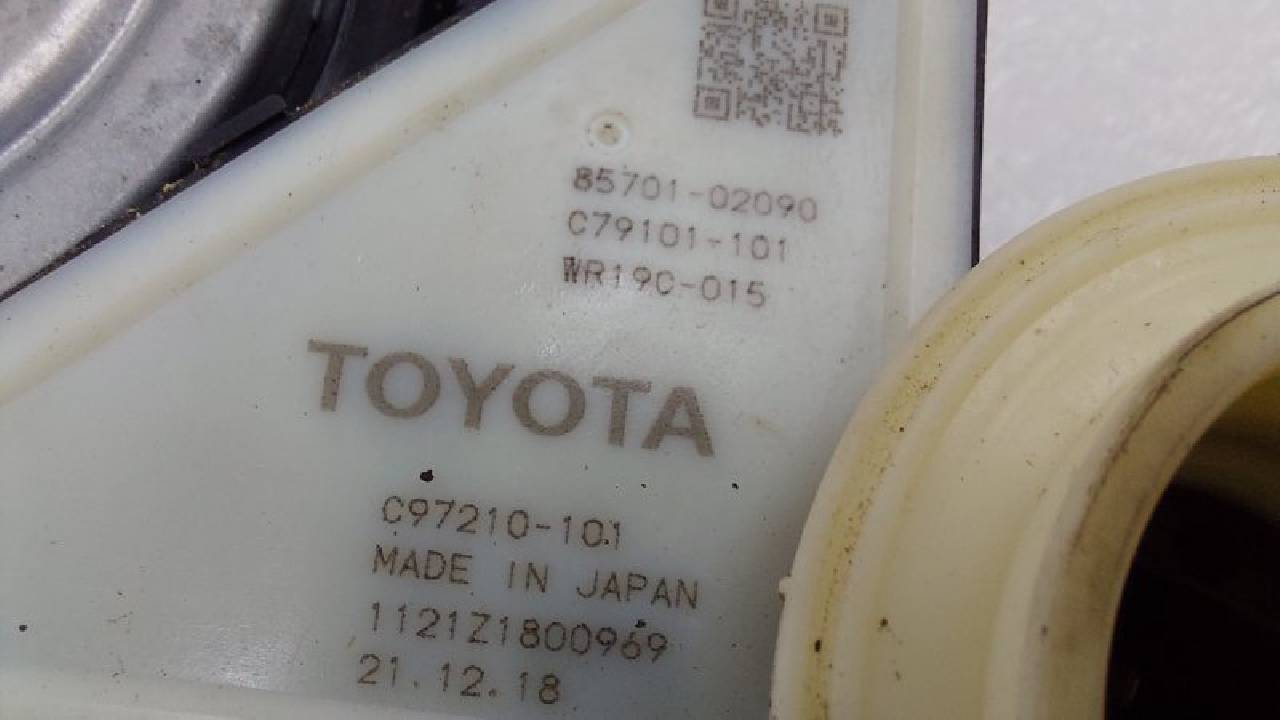 85701-02090
C79101-101
WR19C-015
TOYOTA
C97210-101
MADE IN JAPAN
1121Z1800969
21.12.18